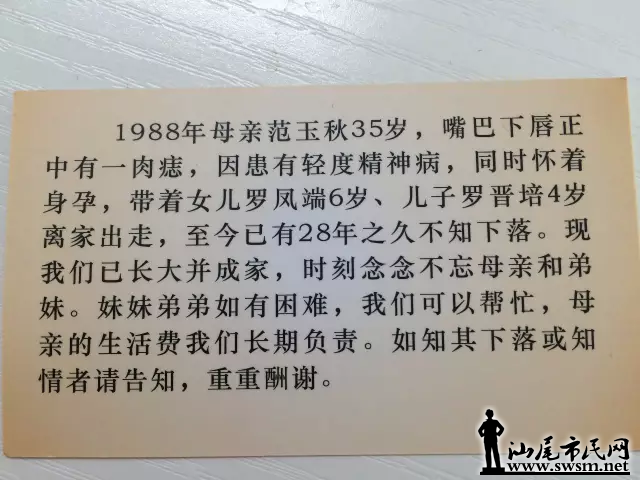 1988年母亲范玉秋35岁，嘴巴下唇正
中有一肉痣，因患有轻度精神病，同时怀着
身孕，带着女儿罗凤端6岁、儿子罗晋培4岁
离家出走，至今已有28年之久不知下落。现
我们已长大并成家，时刻念念不忘母亲和弟
妹。妹妹弟弟如有困难，我们可以帮忙，母
亲的生活费我们长期负责。如知其下落或知
情者请告知，重重酬谢。
汕尾市民网
www.swsm.net